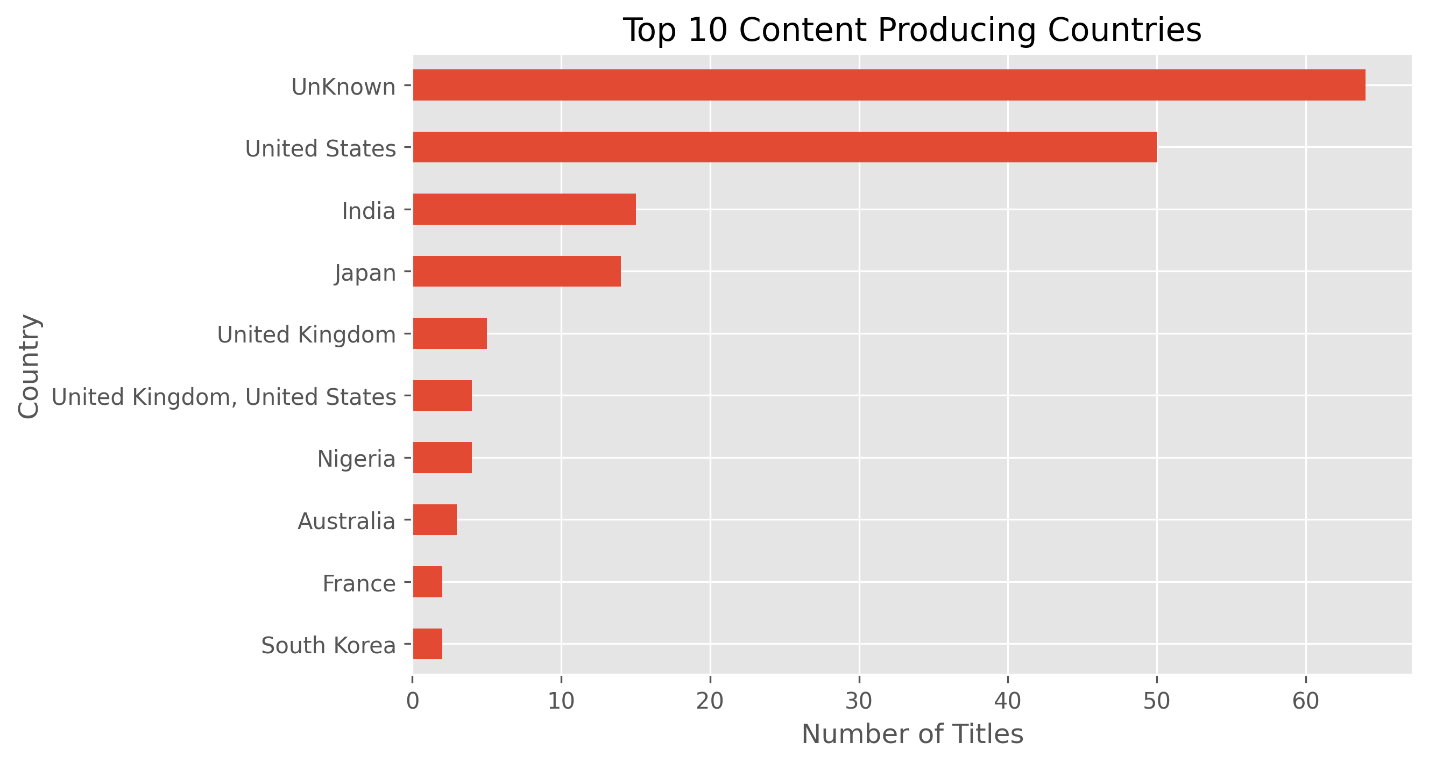 Top 10 Content Producing Countries
UnKnown
United States
India
Japan
United Kingdom
United Kingdom, United States
Nigeria
Australia
France
South Korea
Country
0 10 20 30 40 50 60
Number of Titles